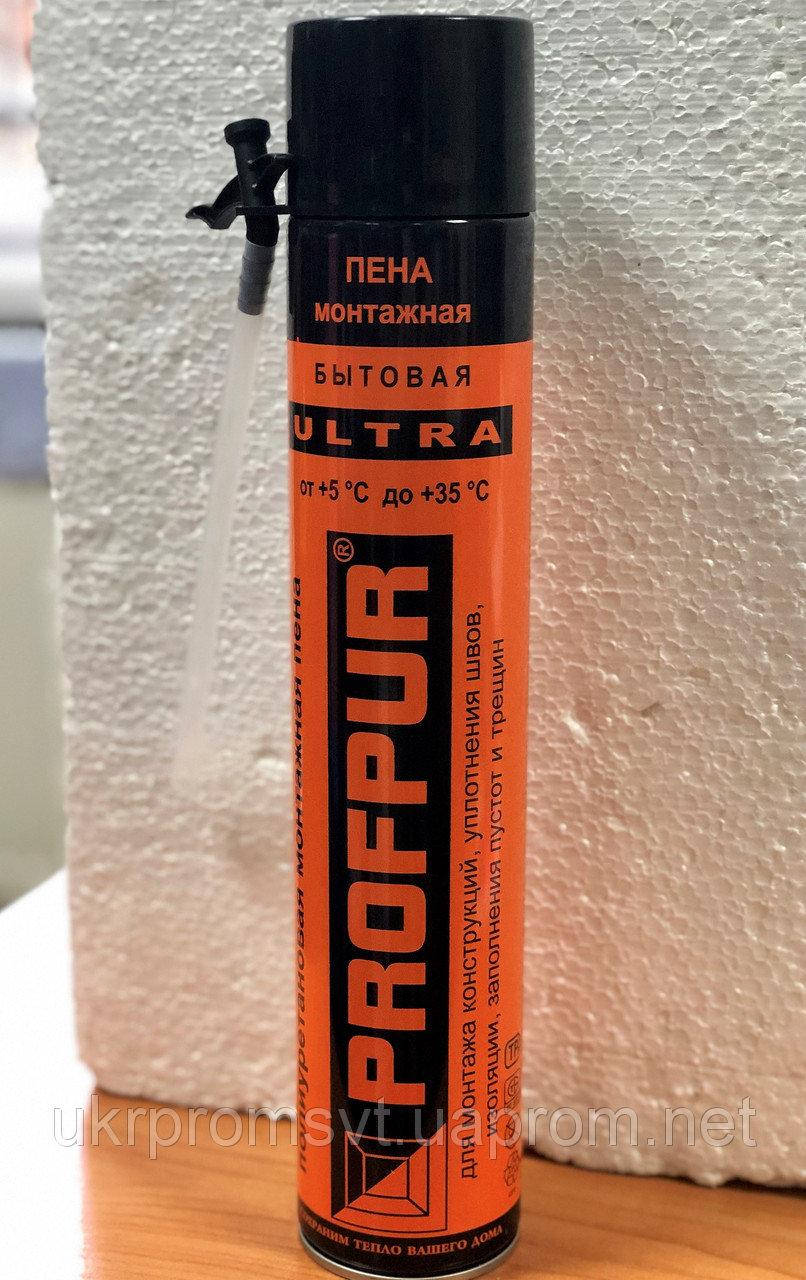 ПЕНА
монтажная
БЫТОВАЯ
ULTRA
от +5 °C до +35 °C
PROFPUR®
для монтажа конструкций, уплотнения швов,
изоляции, заполнения пустот и трещин
полиуретановая монтажная пена
ТЕПЛО ВАШЕГО ДОМА
ukrpromsvt.uaprom.net